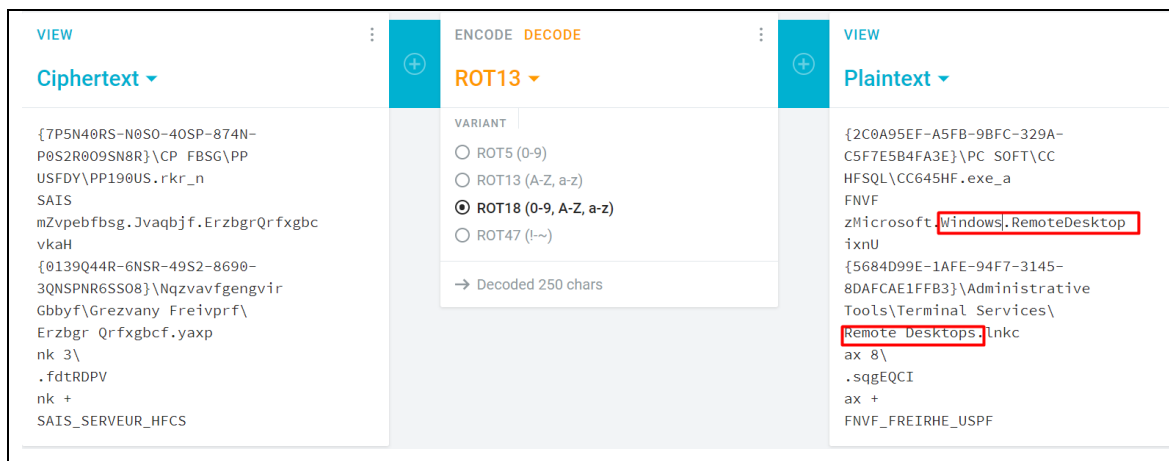 VIEW
Ciphertext
{7P5N40RS-N0SO-4OSP-874N-
P0S2R0O9SN8R}\CP FBSG\PP
USFDY\PP190US.rkr_n
SAIS
mZvpebfbsg.Jvaqbjf.ErzbgrQrfxgbc
vkaH
{0139Q44R-6NSR-49S2-8690-
3QNSPNR6SSO8}\Nqzvavfgengvir
Gbbyf\Grezvany Freivprf\
Erzbgr Qrfxgbcf.yaxp
nk 3\
.fdtRDPV
nk +
SAIS_SERVEUR_HFCS
ENCODE DECODE
ROT13
VARIANT
ROT5 (0-9)
ROT13 (A-Z, a-z)
ROT18 (0-9, A-Z, a-z)
ROT47 (!-~)
→ Decoded 250 chars
VIEW
Plaintext
{2C0A95EF-A5FB-9BFC-329A-
C5F7E5B4FA3E}\PC SOFT\CC
HFSQL\CC645HF.exe_a
FNVF
zMicrosoft.Windows.RemoteDesktop
ixnU
{5684D99E-1AFE-94F7-3145-
8DAFCAE1FFB3}\Administrative
Tools\Terminal Services\
Remote Desktops.lnkc
ax 8\
.sqgEQCI
ax +
FNVF_FREIRHE_USPF